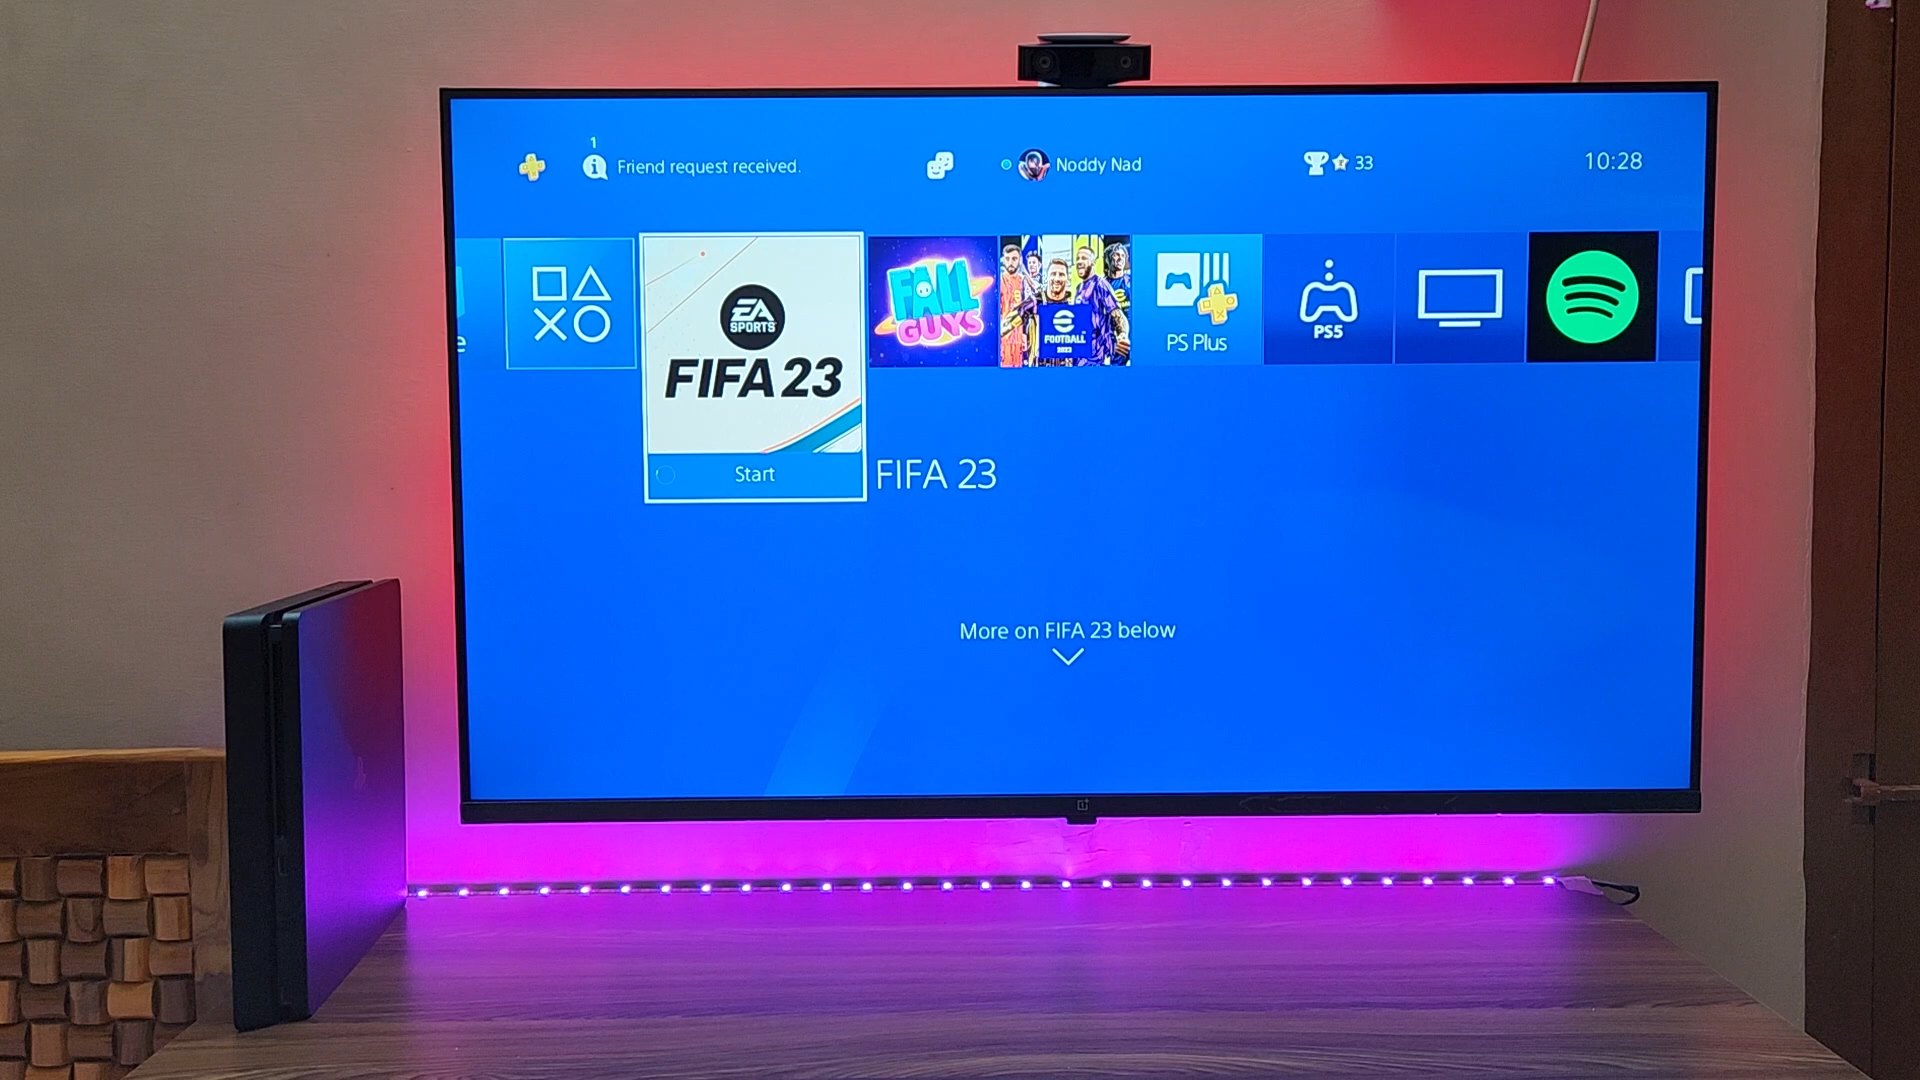 1
Friend request received.
Noddy Nad
33
10:28
e
EA
SPORTS
FIFA 23
FALL
GUYS
FOOTBALL
2023
PS Plus
PS5
Start
FIFA 23
More on FIFA 23 below